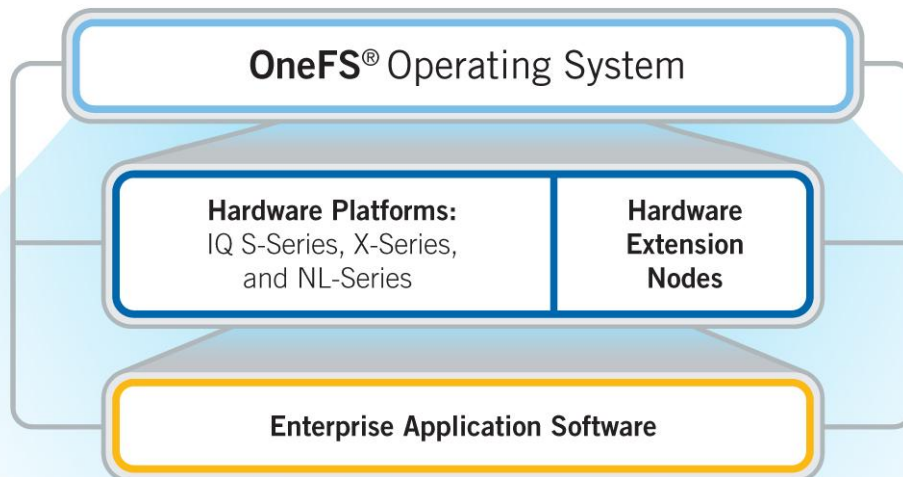 OneFS® Operating System
Hardware Platforms:
IQ S-Series, X-Series,
and NL-Series
Hardware
Extension
Nodes
Enterprise Application Software